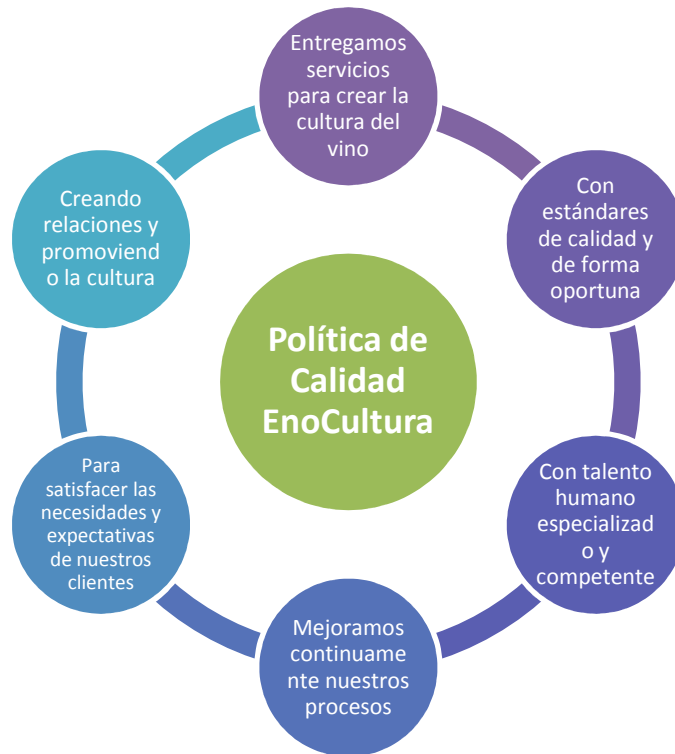 Entregamos
servicios
para crear la
cultura del
vino
Con
estándares
de calidad y
de forma
oportuna
Con talento
humano
especializad
o y
competente
Mejoramos
continuame
nte nuestros
procesos
Para
satisfacer las
necesidades y
expectativas
de nuestros
clientes
Creando
relaciones y
promoviend
o la cultura
Política de
Calidad
EnoCultura